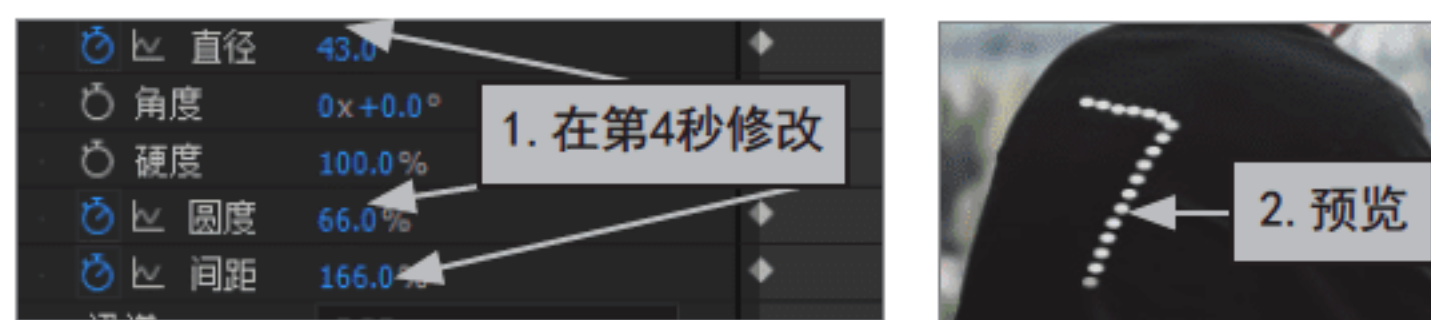 直径 43.0
角度 0x+0.0°
硬度 100.0%
圆度 66.0%
间距 166.0%
1. 在第4秒修改
2. 预览